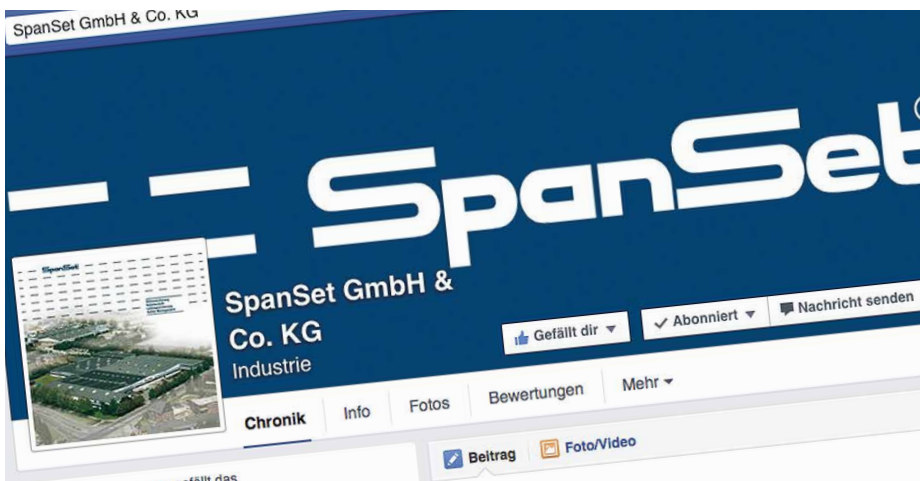 SpanSet GmbH & Co. KG
SpanSet
SpanSet
SpanSet GmbH &
Co. KG
Industrie
Gefällt dir
Abonniert
Nachricht senden
Chronik
Info
Fotos
Bewertungen
Mehr
Beitrag
Foto/Video
gefällt das